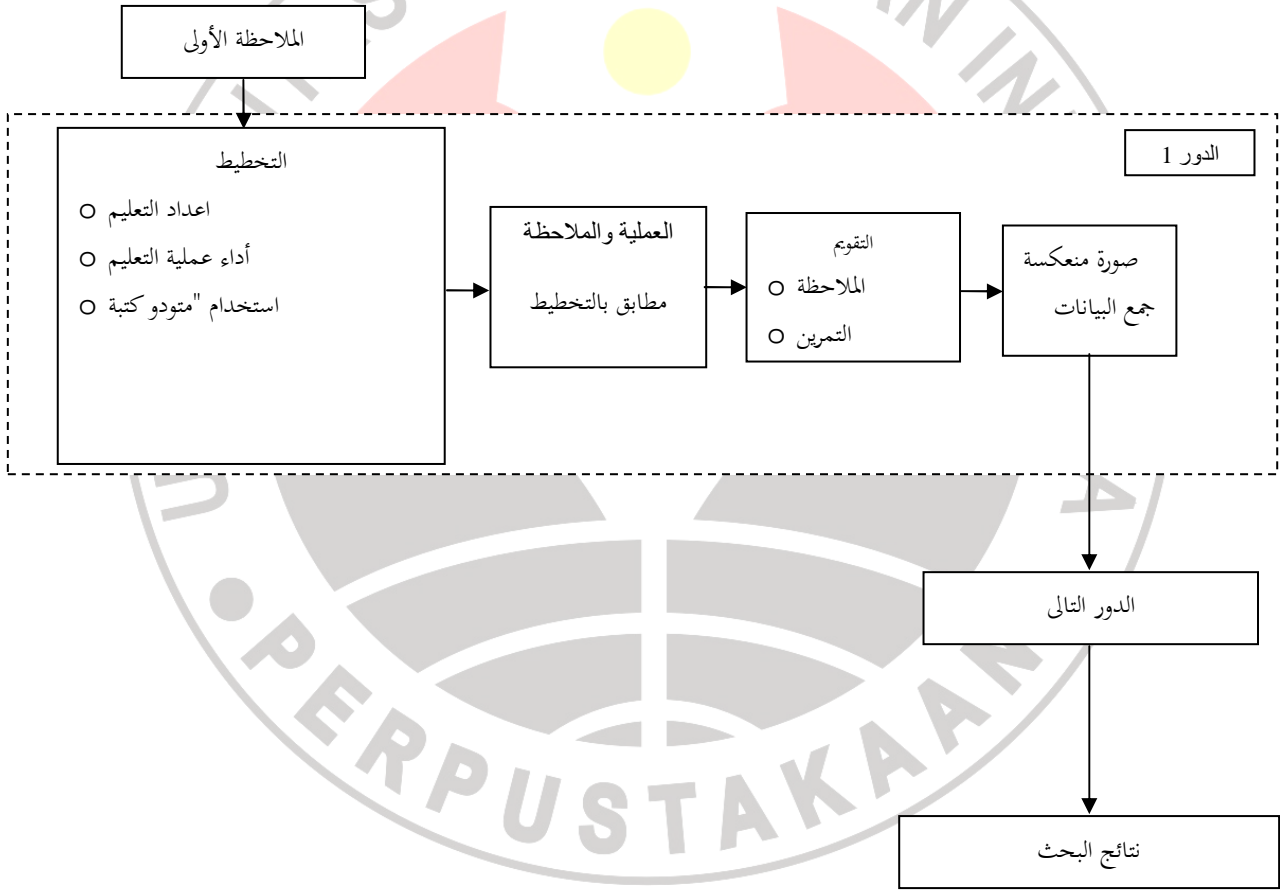 الملاحظة الأولى
الدور 1
التخطيط
o اعداد التعليم
o أداء عملية التعليم
o استخدام "متودو كتبة
العملية والملاحظة
مطابق بالتخطيط
التقويم
o الملاحظة
o التمرين
صورة منعكسة
جمع البيانات
الدور التالى
نتائج البحث
PERPUSTAKAAN